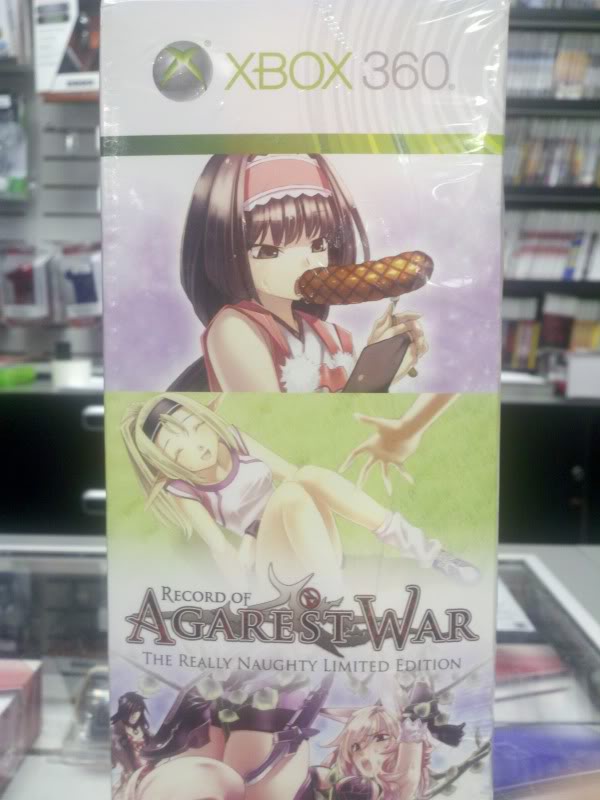 XBOX 360
RECORD OF
AGAREST WAR
THE REALLY NAUGHTY LIMITED EDITION